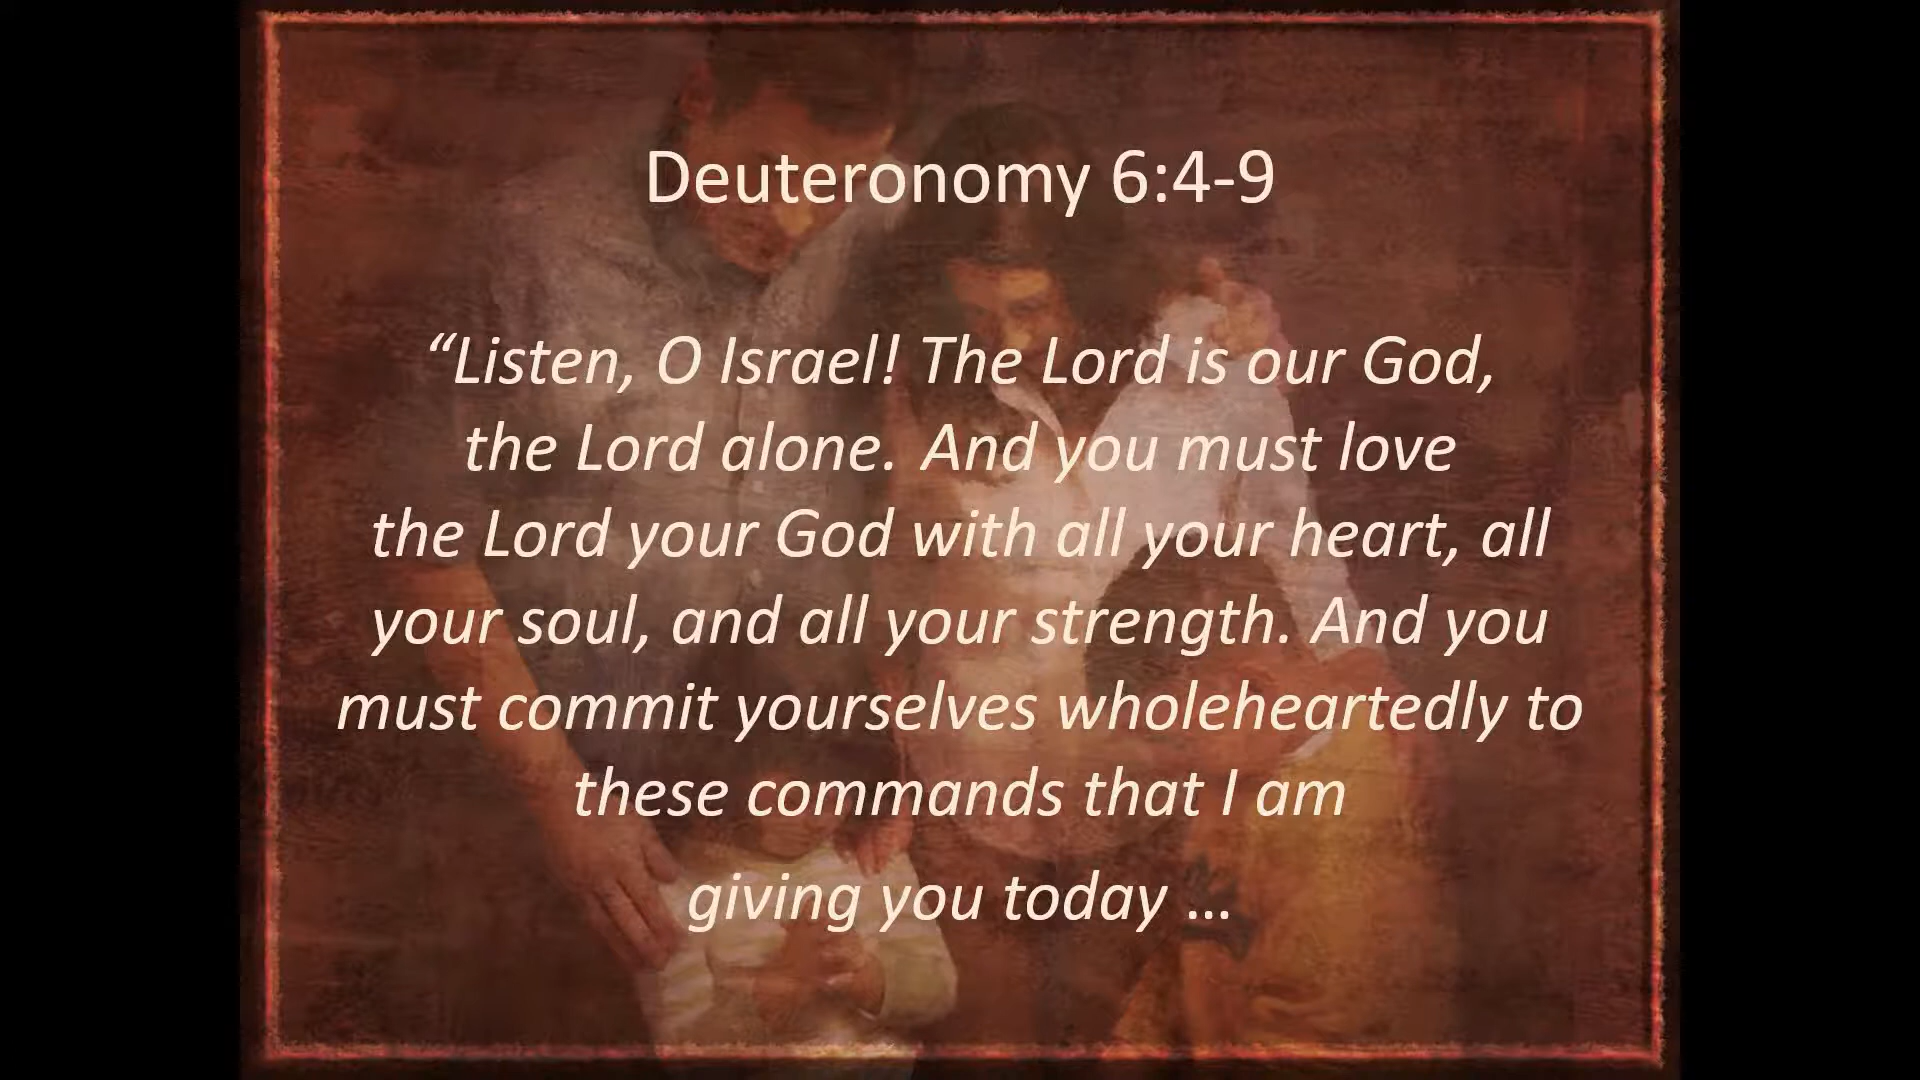 Deuteronomy 6:4-9
“Listen, O Israel! The Lord is our God,
the Lord alone. And you must love
the Lord your God with all your heart, all
your soul, and all your strength. And you
must commit yourselves wholeheartedly to
these commands that I am
giving you today …